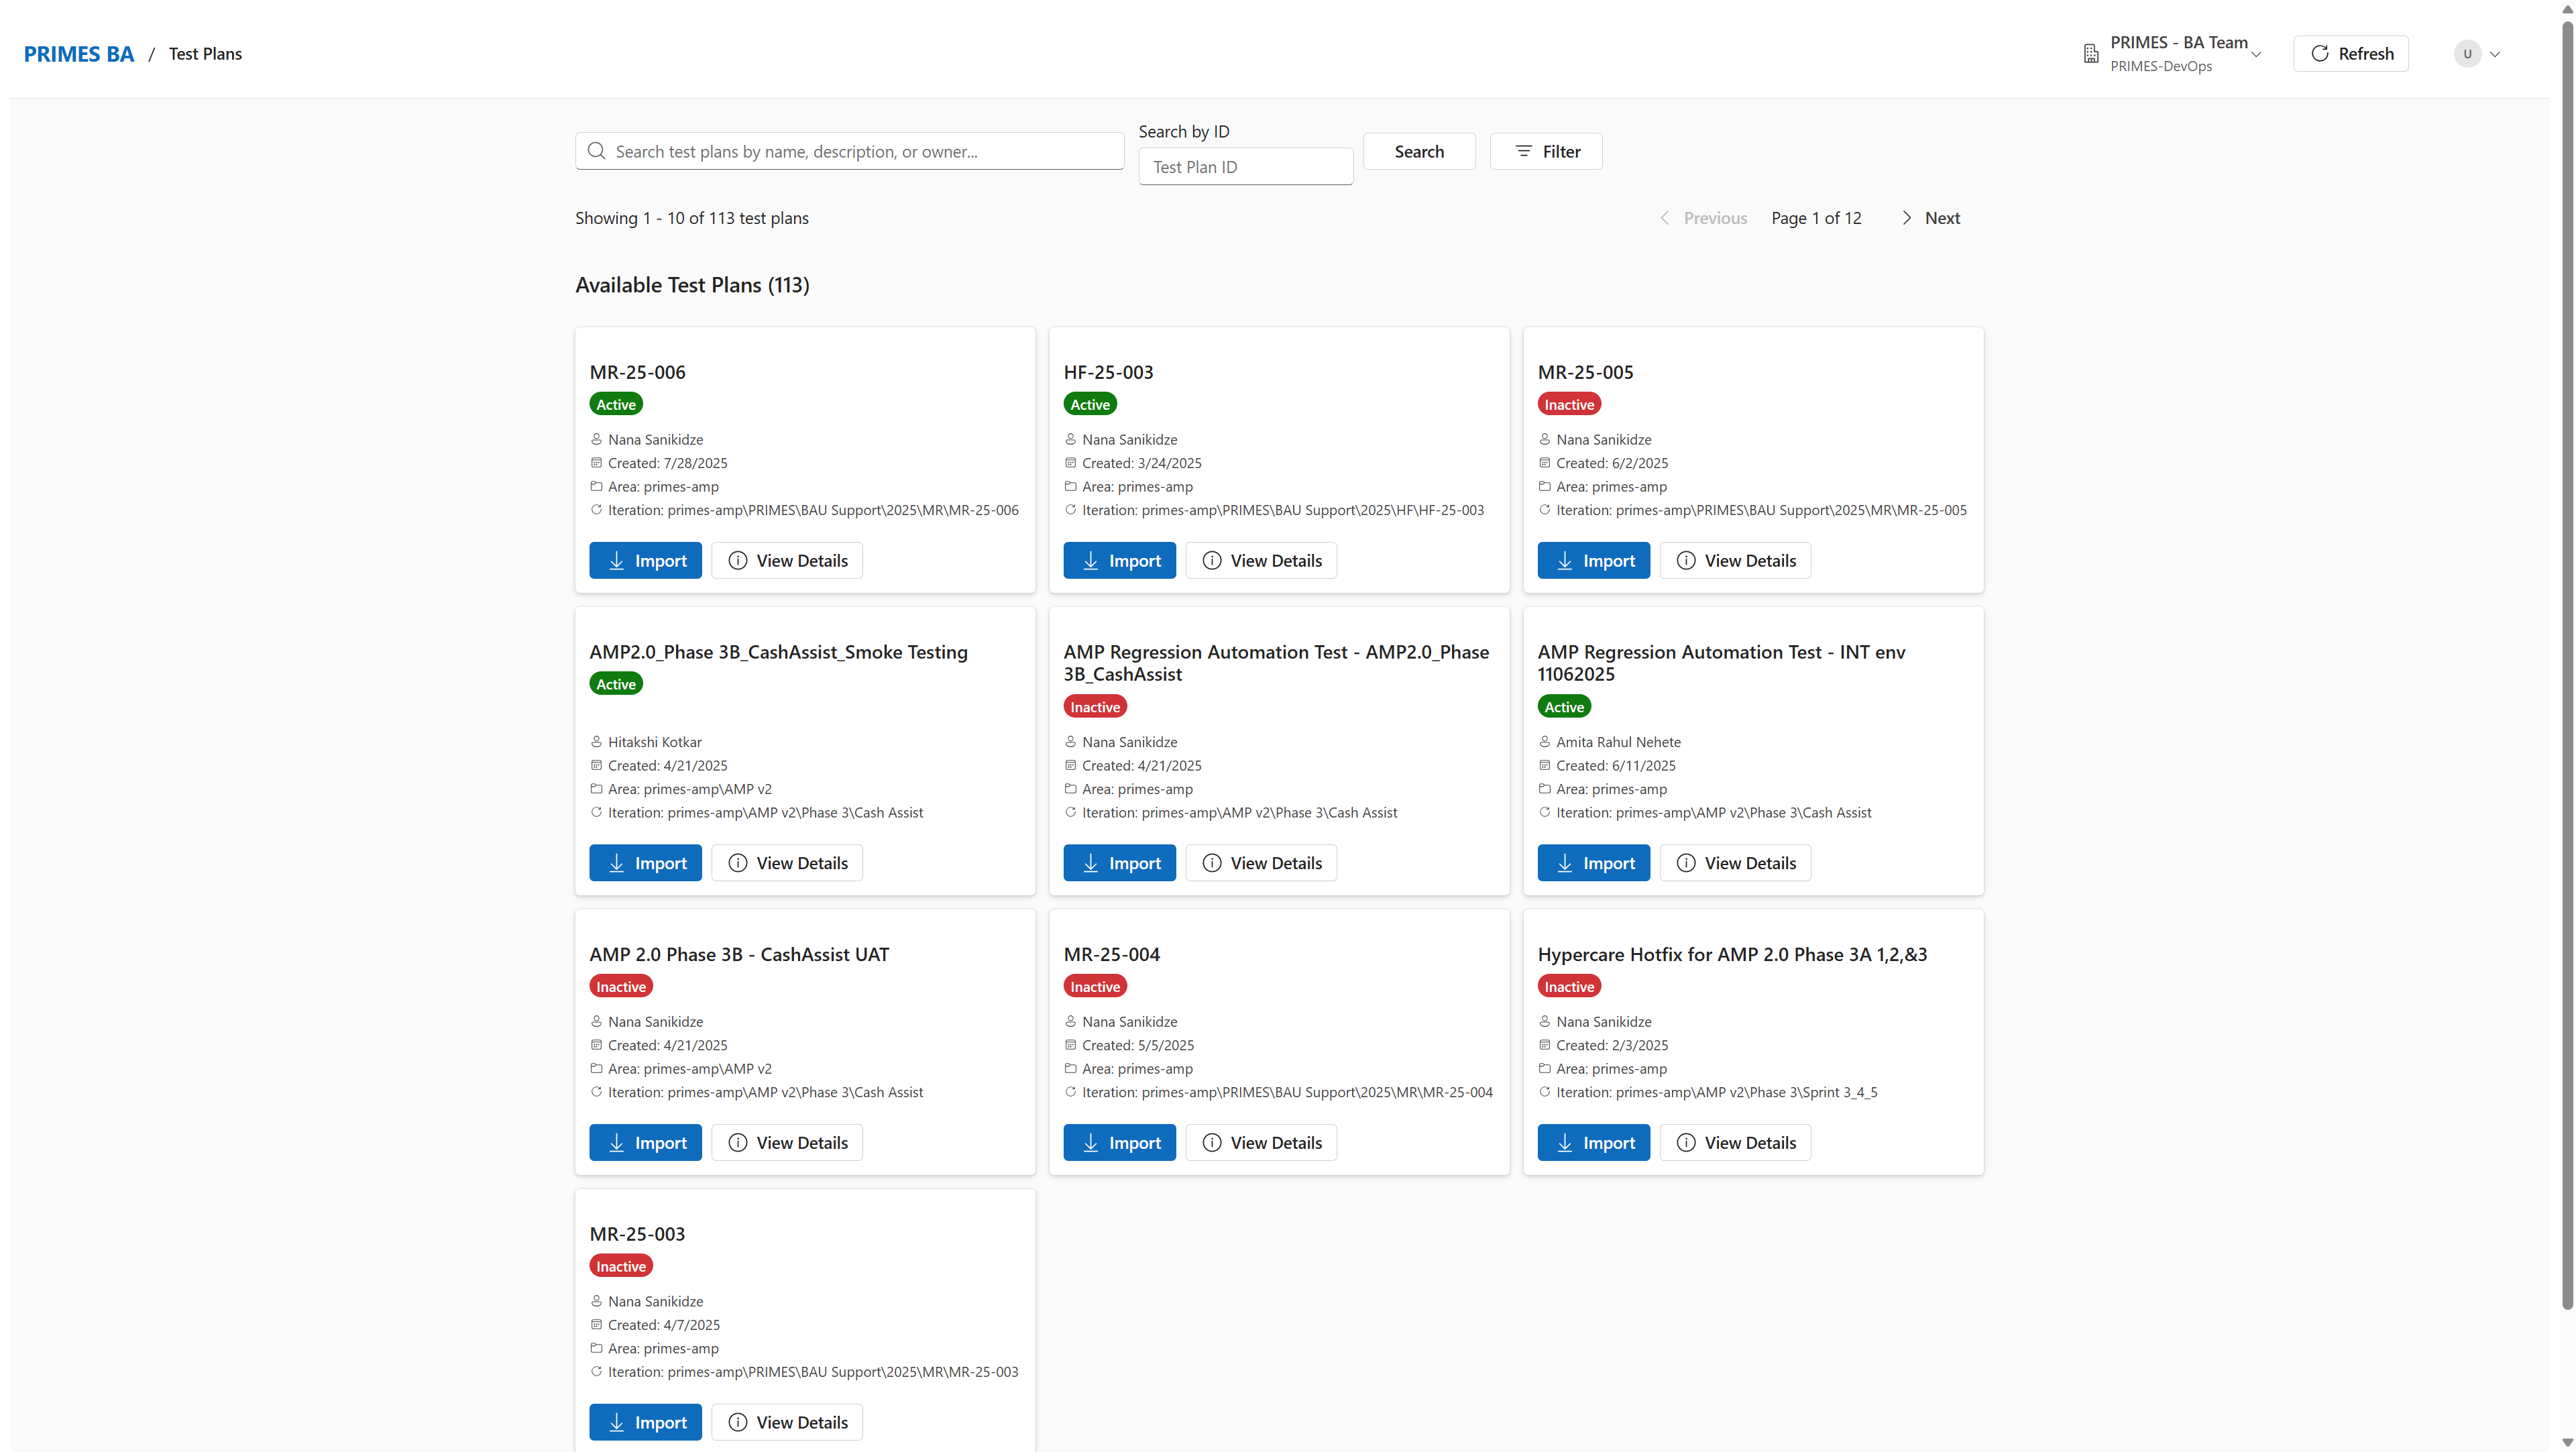 PRIMES BA / Test Plans
PRIMES - BA Team
PRIMES-DevOps
Refresh
U
Search test plans by name, description, or owner...
Search by ID
Test Plan ID
Search
Filter
Showing 1 - 10 of 113 test plans
Previous
Page 1 of 12
Next
Available Test Plans (113)
MR-25-006
Active
Nana Sanikidze
Created: 7/28/2025
Area: primes-amp
Iteration: primes-amp\PRIMES\BAU Support\2025\MR\MR-25-006
Import
View Details
HF-25-003
Active
Nana Sanikidze
Created: 3/24/2025
Area: primes-amp
Iteration: primes-amp\PRIMES\BAU Support\2025\HF\HF-25-003
Import
View Details
MR-25-005
Inactive
Nana Sanikidze
Created: 6/2/2025
Area: primes-amp
Iteration: primes-amp\PRIMES\BAU Support\2025\MR\MR-25-005
Import
View Details
AMP2.0_Phase 3B_CashAssist_Smoke Testing
Active
Hitakshi Kotkar
Created: 4/21/2025
Area: primes-amp\AMP v2
Iteration: primes-amp\AMP v2\Phase 3\Cash Assist
Import
View Details
AMP Regression Automation Test - AMP2.0_Phase
3B_CashAssist
Inactive
Nana Sanikidze
Created: 4/21/2025
Area: primes-amp
Iteration: primes-amp\AMP v2\Phase 3\Cash Assist
Import
View Details
AMP Regression Automation Test - INT env
11062025
Active
Amita Rahul Nehete
Created: 6/11/2025
Area: primes-amp
Iteration: primes-amp\AMP v2\Phase 3\Cash Assist
Import
View Details
AMP 2.0 Phase 3B - CashAssist UAT
Inactive
Nana Sanikidze
Created: 4/21/2025
Area: primes-amp\AMP v2
Iteration: primes-amp\AMP v2\Phase 3\Cash Assist
Import
View Details
MR-25-004
Inactive
Nana Sanikidze
Created: 5/5/2025
Area: primes-amp
Iteration: primes-amp\PRIMES\BAU Support\2025\MR\MR-25-004
Import
View Details
Hypercare Hotfix for AMP 2.0 Phase 3A 1,2,&3
Inactive
Nana Sanikidze
Created: 2/3/2025
Area: primes-amp
Iteration: primes-amp\AMP v2\Phase 3\Sprint 3_4_5
Import
View Details
MR-25-003
Inactive
Nana Sanikidze
Created: 4/7/2025
Area: primes-amp
Iteration: primes-amp\PRIMES\BAU Support\2025\MR\MR-25-003
Import
View Details